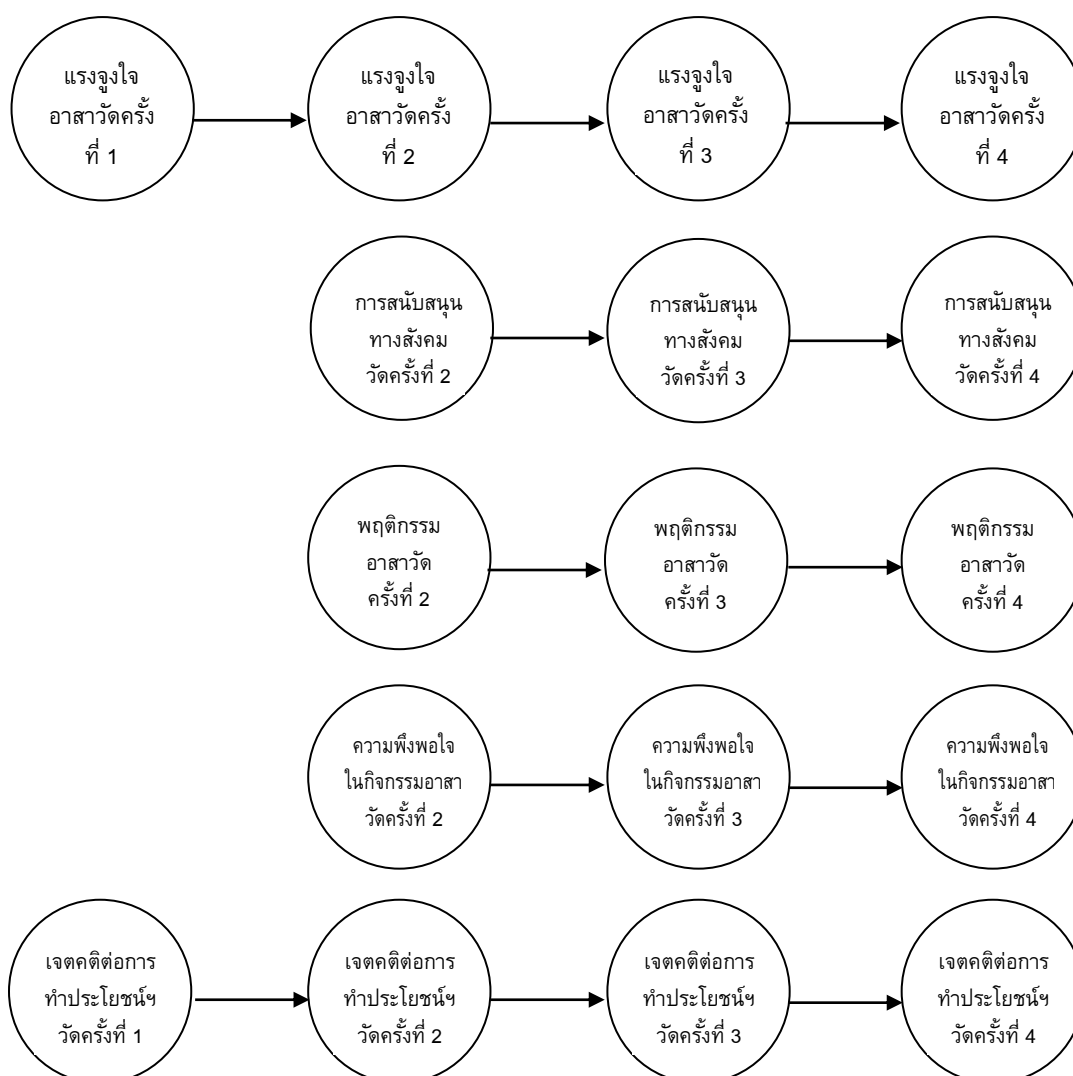 แรงจูงใจ
อาสาวัดครั้ง
ที่ 1
แรงจูงใจ
อาสาวัดครั้ง
ที่ 2
แรงจูงใจ
อาสาวัดครั้ง
ที่ 3
แรงจูงใจ
อาสาวัดครั้ง
ที่ 4
การสนับสนุน
ทางสังคม
วัดครั้งที่ 2
การสนับสนุน
ทางสังคม
วัดครั้งที่ 3
การสนับสนุน
ทางสังคม
วัดครั้งที่ 4
พฤติกรรม
อาสาวัด
ครั้งที่ 2
พฤติกรรม
อาสาวัด
ครั้งที่ 3
พฤติกรรม
อาสาวัด
ครั้งที่ 4
ความพึงพอใจ
ในกิจกรรมอาสา
วัดครั้งที่ 2
ความพึงพอใจ
ในกิจกรรมอาสา
วัดครั้งที่ 3
ความพึงพอใจ
ในกิจกรรมอาสา
วัดครั้งที่ 4
เจตคติต่อการ
ทำประโยชน์ฯ
วัดครั้งที่ 1
เจตคติต่อการ
ทำประโยชน์ฯ
วัดครั้งที่ 2
เจตคติต่อการ
ทำประโยชน์ฯ
วัดครั้งที่ 3
เจตคติต่อการ
ทำประโยชน์ฯ
วัดครั้งที่ 4